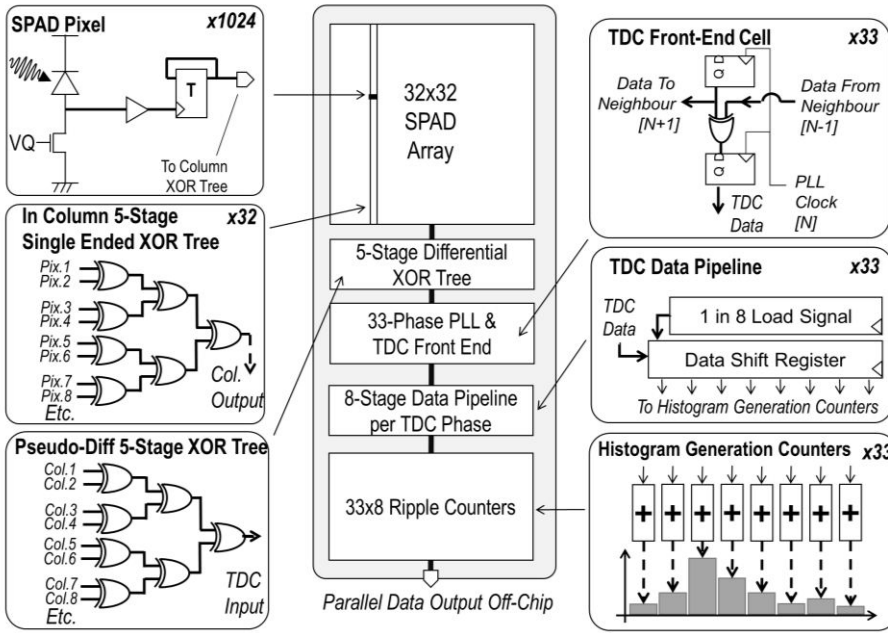 SPAD Pixel
x1024
T
VQ
To Column
XOR Tree
In Column 5-Stage
x32
Single Ended XOR Tree
Pix.1
Pix.2
Pix.3
Pix.4
Pix.5
Pix.6
Pix.7
Pix.8
Etc.
Col.
Output
Pseudo-Diff 5-Stage XOR Tree
Col.1
Col.2
Col.3
Col.4
Col.5
Col.6
Col.7
Col.8
Etc.
TDC
Input
32x32
SPAD
Array
5-Stage Differential
XOR Tree
33-Phase PLL &
TDC Front End
8-Stage Data Pipeline
per TDC Phase
33x8 Ripple Counters
Parallel Data Output Off-Chip
TDC Front-End Cell
x33
Q
Data To
Neighbour
[N+1]
Data From
Neighbour
[N-1]
Q
TDC
Data
PLL
Clock
[N]
TDC Data Pipeline
x33
TDC
Data
1 in 8 Load Signal
Data Shift Register
To Histogram Generation Counters
Histogram Generation Counters
x33
+ + + + + + + +